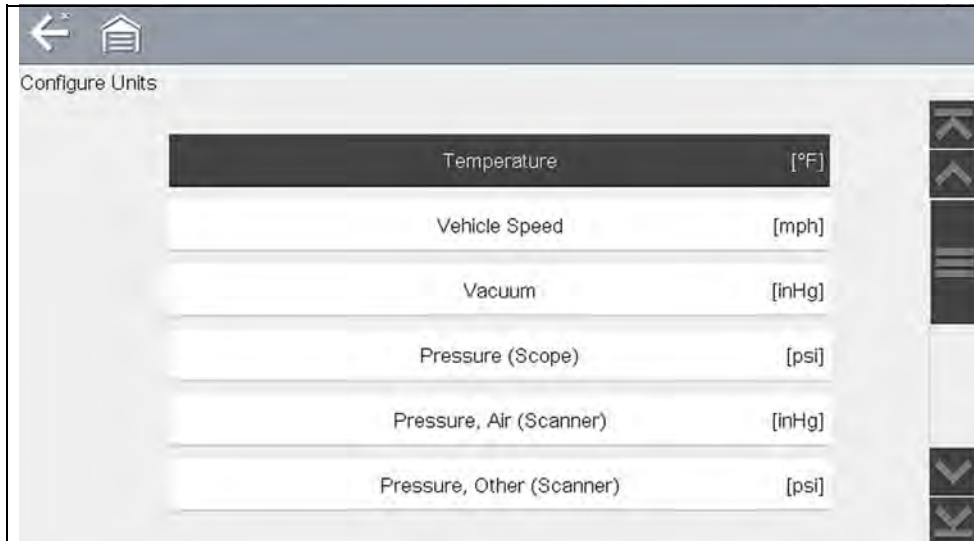 Configure Units
Temperature [°F]
Vehicle Speed [mph]
Vacuum [inHg]
Pressure (Scope) [psi]
Pressure, Air (Scanner) [inHg]
Pressure, Other (Scanner) [psi]